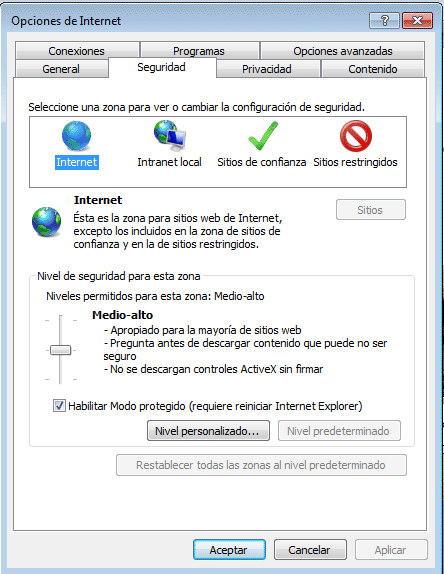 Opciones de Internet
Conexiones Programas Opciones avanzadas
General Seguridad Privacidad Contenido
Seleccione una zona para ver o cambiar la configuración de seguridad.
Internet Intranet local Sitios de confianza Sitios restringidos
Internet
Sitios
Ésta es la zona para sitios web de Internet,
excepto los incluidos en la zona de sitios de
confianza y en la de sitios restringidos.
Nivel de seguridad para esta zona
Niveles permitidos para esta zona: Medio-alto
Medio-alto
- Apropiado para la mayoría de sitios web
- Pregunta antes de descargar contenido que puede no ser
seguro
- No se descargan controles ActiveX sin firmar
Habilitar Modo protegido (requiere reiniciar Internet Explorer)
Nivel personalizado... Nivel predeterminado
Restablecer todas las zonas al nivel predeterminado
Aceptar Cancelar Aplicar